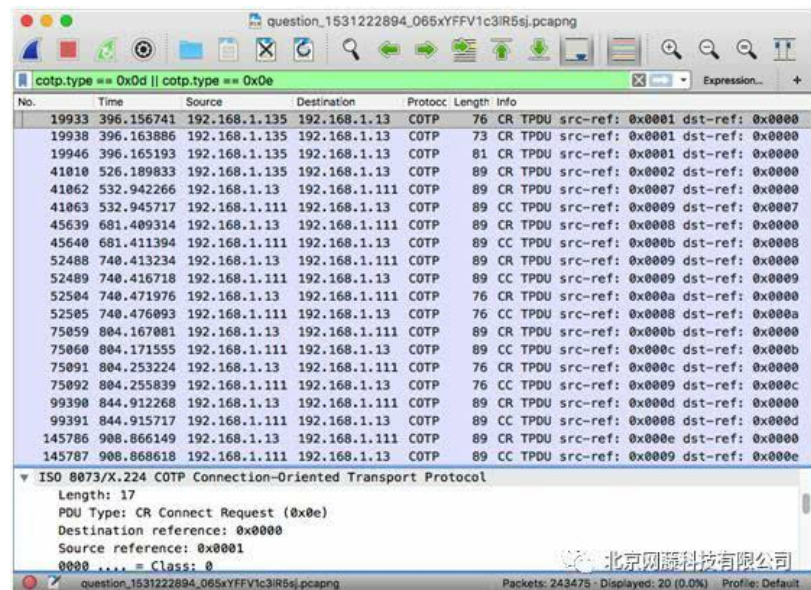 question_1531222894_065xYFFV1c3lR5sj.pcapng
cotp.type == 0x0d || cotp.type == 0x0e Expression... +
No. Time Source Destination Protocc Length Info
19933 396.156741 192.168.1.135 192.168.1.13 COTP 76 CR TPDU src-ref: 0x0001 dst-ref: 0x0000
19938 396.163886 192.168.1.135 192.168.1.13 COTP 73 CR TPDU src-ref: 0x0001 dst-ref: 0x0000
19946 396.165193 192.168.1.135 192.168.1.13 COTP 81 CR TPDU src-ref: 0x0001 dst-ref: 0x0000
41010 526.189833 192.168.1.135 192.168.1.13 COTP 89 CR TPDU src-ref: 0x0002 dst-ref: 0x0000
41062 532.942266 192.168.1.13 192.168.1.111 COTP 89 CR TPDU src-ref: 0x0007 dst-ref: 0x0000
41063 532.945717 192.168.1.111 192.168.1.13 COTP 89 CC TPDU src-ref: 0x0009 dst-ref: 0x0007
45639 681.409314 192.168.1.13 192.168.1.111 COTP 89 CR TPDU src-ref: 0x0008 dst-ref: 0x0000
45640 681.411394 192.168.1.111 192.168.1.13 COTP 89 CC TPDU src-ref: 0x000b dst-ref: 0x0008
52488 740.413234 192.168.1.13 192.168.1.111 COTP 89 CR TPDU src-ref: 0x0009 dst-ref: 0x0000
52489 740.416718 192.168.1.111 192.168.1.13 COTP 89 CC TPDU src-ref: 0x0009 dst-ref: 0x0009
52504 740.471976 192.168.1.13 192.168.1.111 COTP 76 CR TPDU src-ref: 0x000a dst-ref: 0x0000
52505 740.476093 192.168.1.111 192.168.1.13 COTP 76 CC TPDU src-ref: 0x0008 dst-ref: 0x000a
75059 804.167081 192.168.1.13 192.168.1.111 COTP 89 CR TPDU src-ref: 0x000b dst-ref: 0x0000
75060 804.171555 192.168.1.111 192.168.1.13 COTP 89 CC TPDU src-ref: 0x000c dst-ref: 0x000b
75091 804.253224 192.168.1.13 192.168.1.111 COTP 76 CR TPDU src-ref: 0x000c dst-ref: 0x0000
75092 804.255839 192.168.1.111 192.168.1.13 COTP 76 CC TPDU src-ref: 0x0009 dst-ref: 0x000c
99390 844.912268 192.168.1.13 192.168.1.111 COTP 89 CR TPDU src-ref: 0x000d dst-ref: 0x0000
99391 844.915717 192.168.1.111 192.168.1.13 COTP 89 CC TPDU src-ref: 0x0008 dst-ref: 0x000d
145786 908.866149 192.168.1.13 192.168.1.111 COTP 89 CR TPDU src-ref: 0x000e dst-ref: 0x0000
145787 908.868618 192.168.1.111 192.168.1.13 COTP 89 CC TPDU src-ref: 0x0009 dst-ref: 0x000e
ISO 8073/X.224 COTP Connection-Oriented Transport Protocol
Length: 17
PDU Type: CR Connect Request (0x0e)
Destination reference: 0x0000
Source reference: 0x0001
0000 .... = Class: 0
北京网藤科技有限公司
question_1531222894_065xYFFV1c3lR5sj.pcapng Packets: 243475 · Displayed: 20 (0.0%) Profile: Default